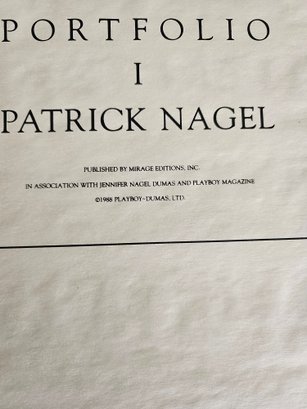 PORTFOLIO
I
PATRICK NAGEL
PUBLISHED BY MIRAGE EDITIONS, INC.
IN ASSOCIATION WITH JENNIFER NAGEL DUMAS AND PLAYBOY MAGAZINE
©1988 PLAYBOY-DUMAS, LTD.